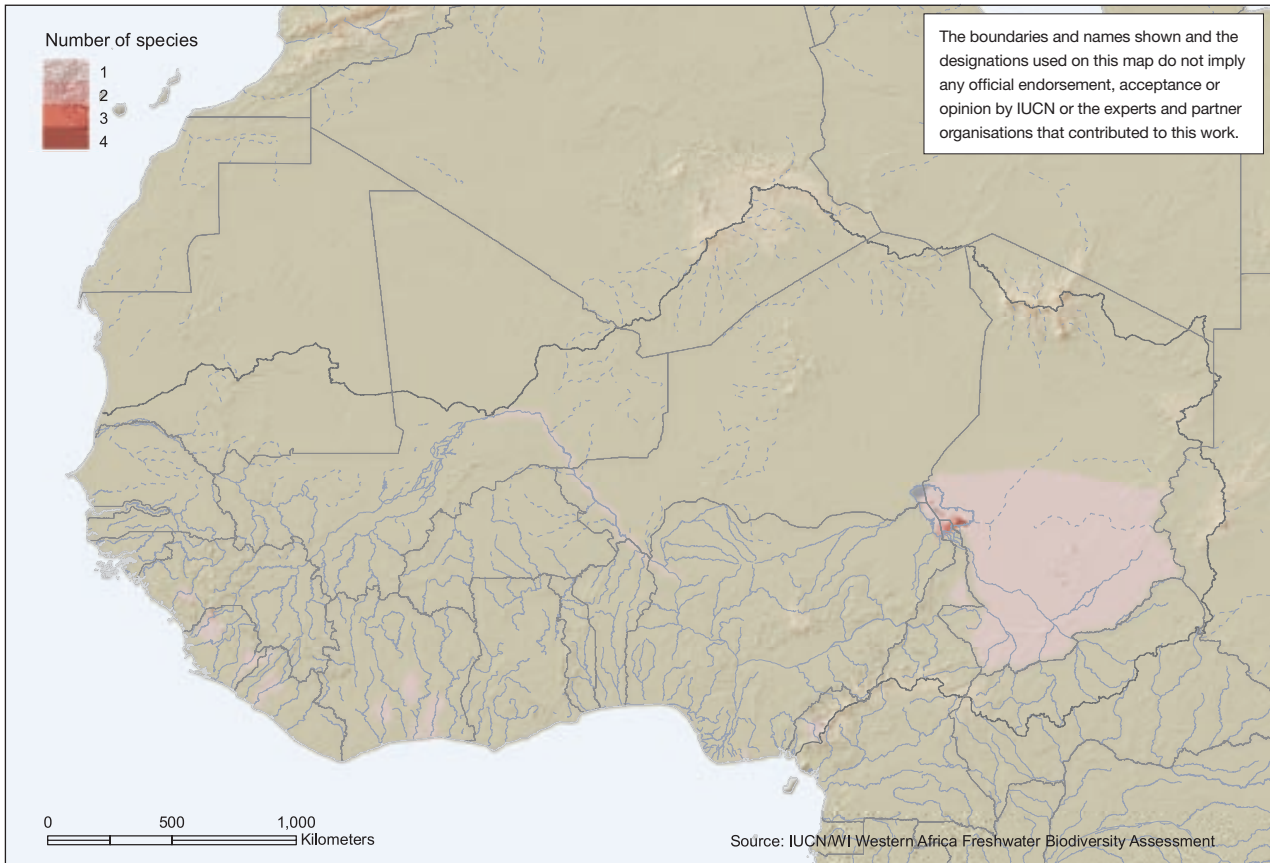 Number of species
1
2
3
4
The boundaries and names shown and the
designations used on this map do not imply
any official endorsement, acceptance or
opinion by IUCN or the experts and partner
organisations that contributed to this work.
0 500 1,000
Kilometers
Source: IUCN/WI Western Africa Freshwater Biodiversity Assessment